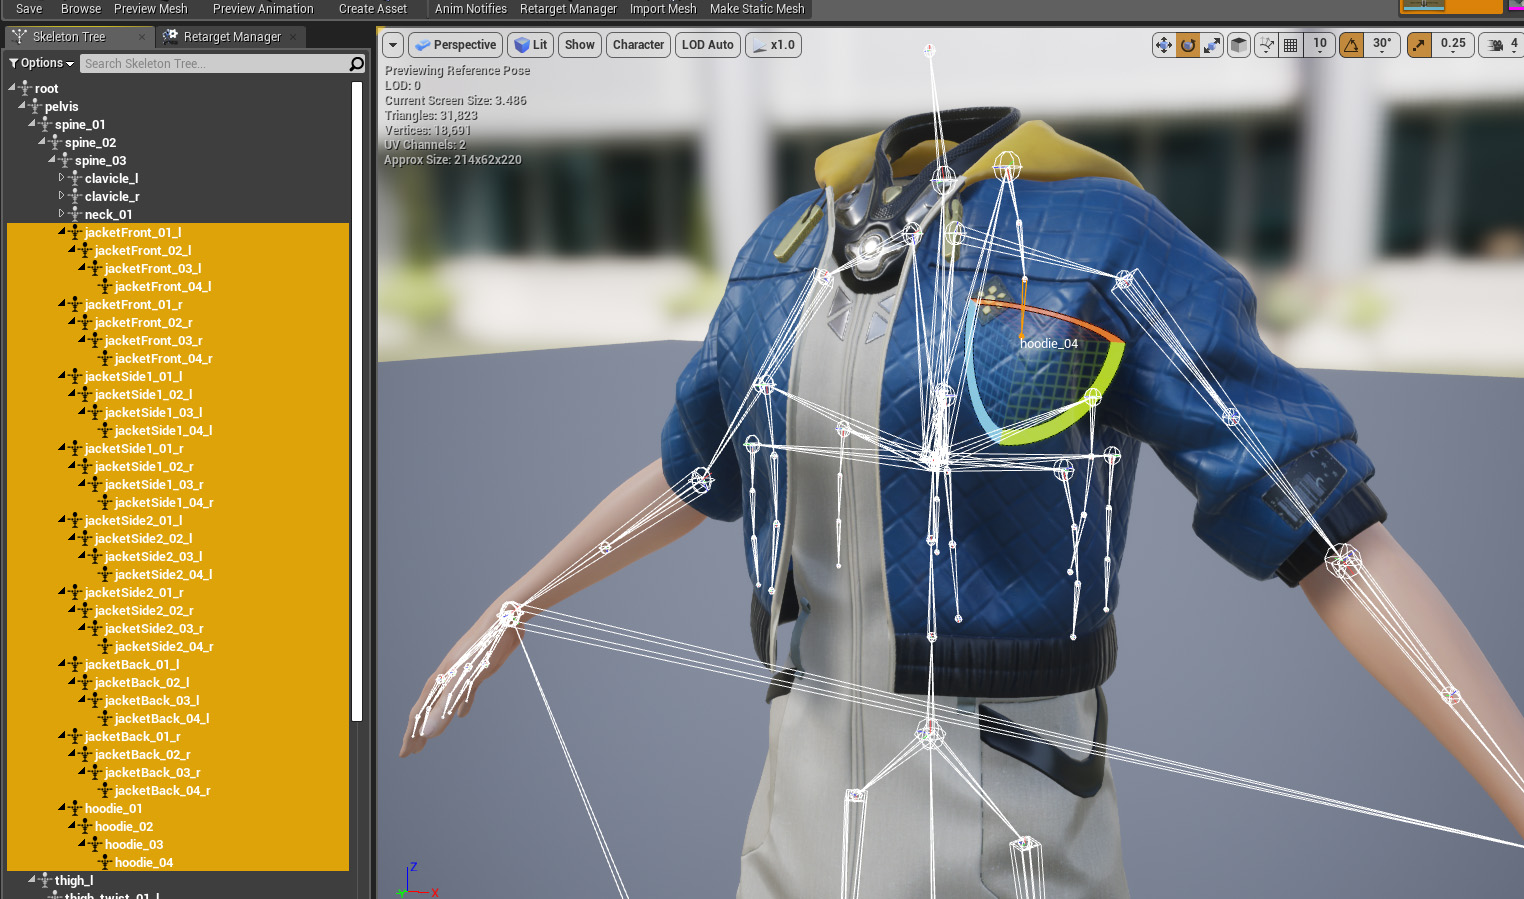 Save Browse Preview Mesh Preview Animation Create Asset Anim Notifies Retarget Manager Import Mesh Make Static Mesh
Skeleton Tree Retarget Manager
Options Search Skeleton Tree...
root
pelvis
spine_01
spine_02
spine_03
clavicle_l
clavicle_r
neck_01
jacketFront_01_l
jacketFront_02_l
jacketFront_03_l
jacketFront_04_l
jacketFront_01_r
jacketFront_02_r
jacketFront_03_r
jacketFront_04_r
jacketSide1_01_l
jacketSide1_02_l
jacketSide1_03_l
jacketSide1_04_l
jacketSide1_01_r
jacketSide1_02_r
jacketSide1_03_r
jacketSide1_04_r
jacketSide2_01_l
jacketSide2_02_l
jacketSide2_03_l
jacketSide2_04_l
jacketSide2_01_r
jacketSide2_02_r
jacketSide2_03_r
jacketSide2_04_r
jacketBack_01_l
jacketBack_02_l
jacketBack_03_l
jacketBack_04_l
jacketBack_01_r
jacketBack_02_r
jacketBack_03_r
jacketBack_04_r
hoodie_01
hoodie_02
hoodie_03
hoodie_04
thigh_l
thigh_twist_01_l
Perspective Lit Show Character LOD Auto x1.0 10 30° 0.25 4
Previewing Reference Pose
LOD: 0
Current Screen Size: 3.486
Triangles: 31,823
Vertices: 18,691
UV Channels: 2
Approx Size: 214x62x220
hoodie_04
Z
Y X